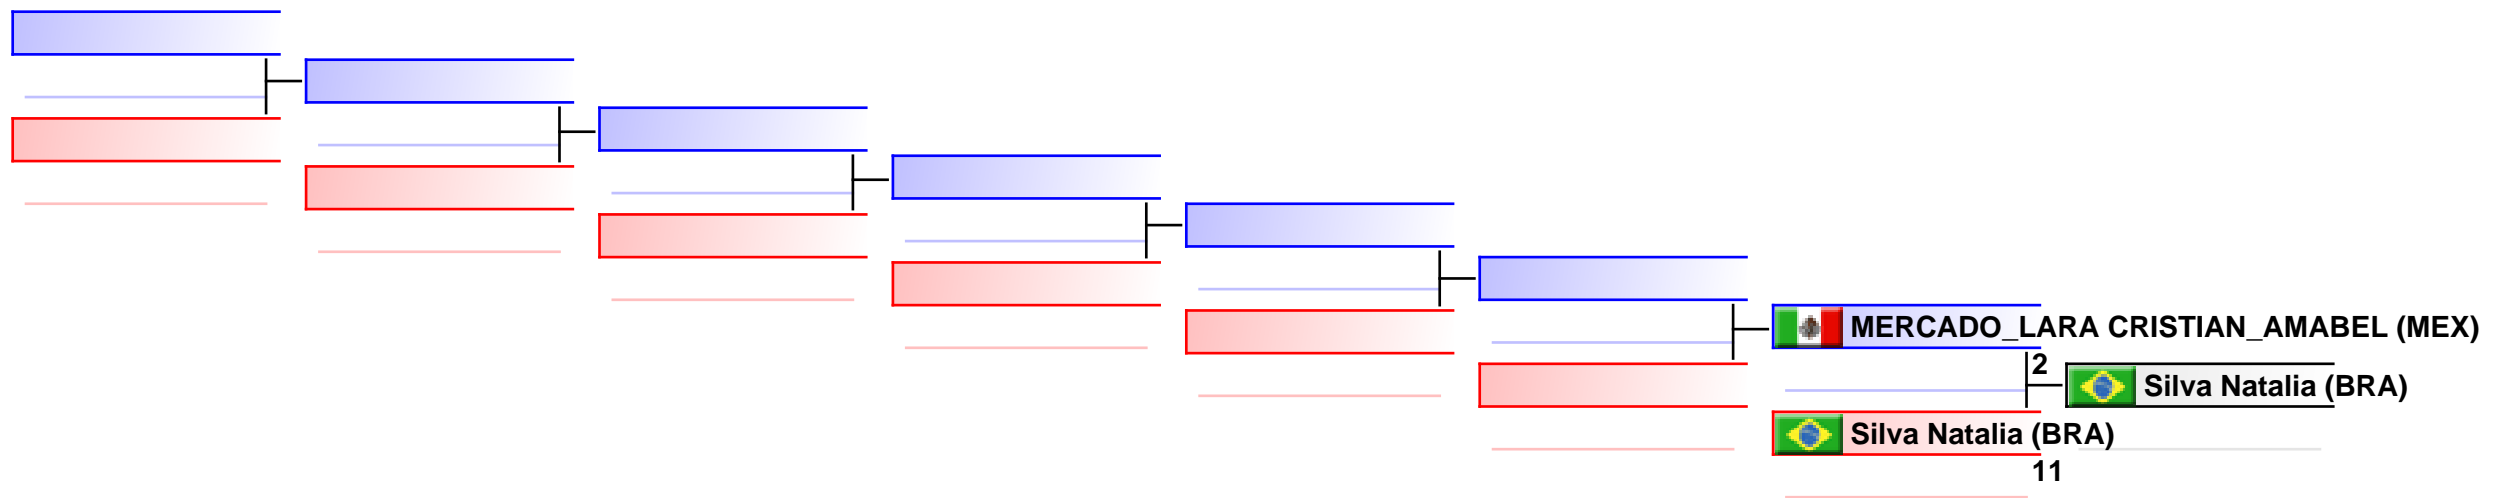 MERCADO_LARA CRISTIAN_AMABEL (MEX)
2
Silva Natalia (BRA)
Silva Natalia (BRA)
11